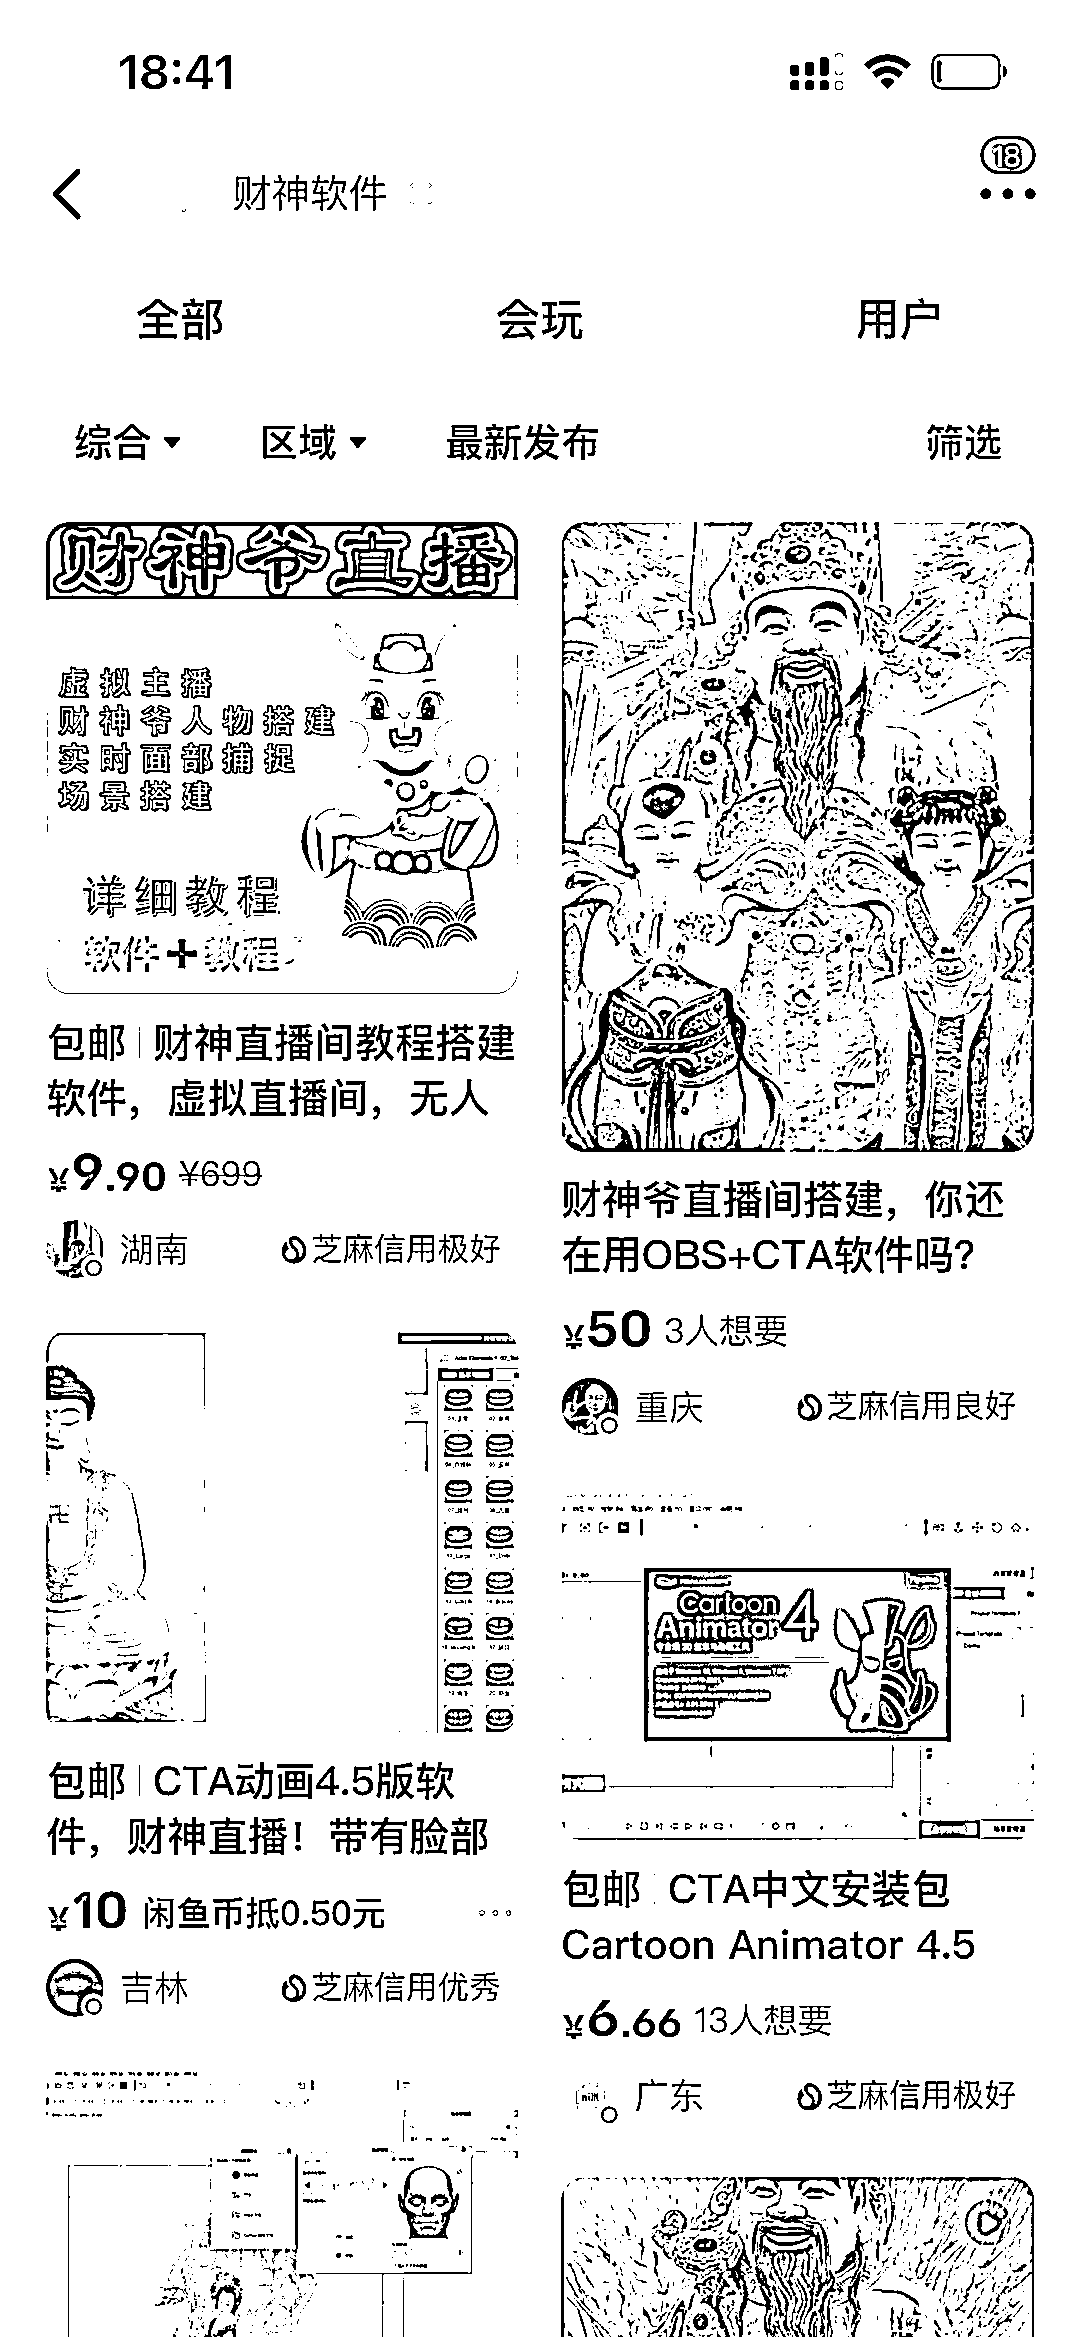 18:41
18
财神软件
全部
会玩
用户
综合
区域
最新发布
筛选
财神爷直播
虚拟主播
财神爷人物搭建
实时面部捕捉
场景搭建
详细教程
软件+教程
包邮 | 财神直播间教程搭建
软件，虚拟直播间，无人
¥9.90 ¥699
湖南
芝麻信用极好
财神爷直播间搭建，你还
在用OBS+CTA软件吗？
¥50 3人想要
重庆
芝麻信用良好
包邮 | CTA动画4.5版软
件，财神直播！带有脸部
¥10 闲鱼币抵0.50元
吉林
芝麻信用优秀
Cartoon
Animator 4
包邮 CTA中文安装包
Cartoon Animator 4.5
¥6.66 13人想要
广东
芝麻信用极好